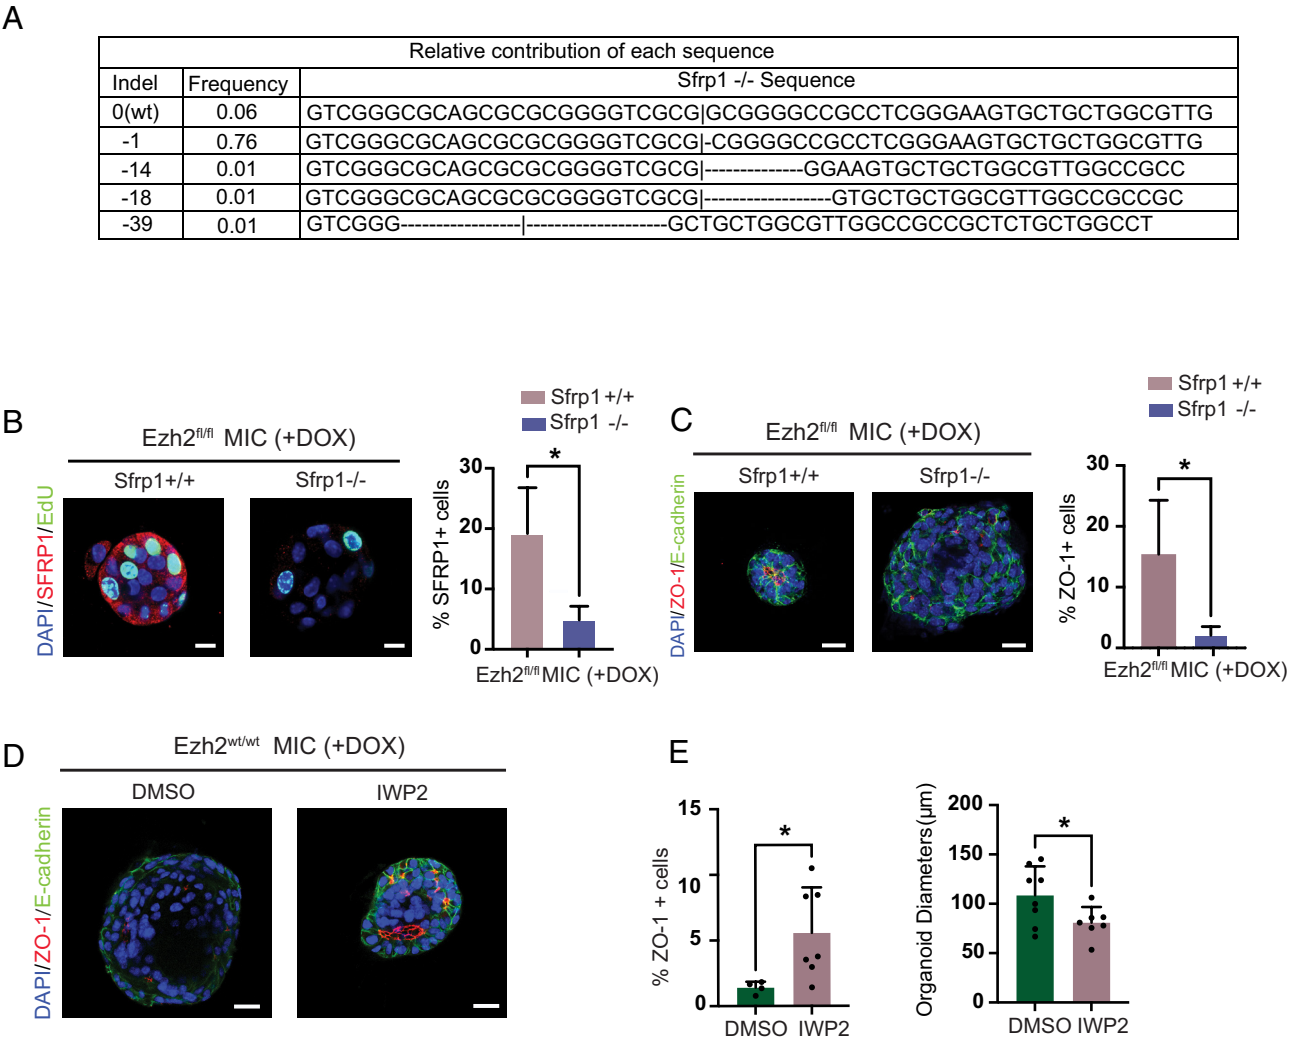 A
Relative contribution of each sequence
Indel Frequency Sfrp1 -/- Sequence
0(wt) 0.06 GTCGGGCGCAGCGCGCGGGGTCGCG|GCGGGGCCGCCTCGGGAAGTGCTGCTGGCGTTG
-1 0.76 GTCGGGCGCAGCGCGCGGGGTCGCG|-CGGGGCCGCCTCGGGAAGTGCTGCTGGCGTTG
-14 0.01 GTCGGGCGCAGCGCGCGGGGTCGCG|--------------GGAAGTGCTGCTGGCGTTGGCCGCC
-18 0.01 GTCGGGCGCAGCGCGCGGGGTCGCG|------------------GTGCTGCTGGCGTTGGCCGCCGC
-39 0.01 GTCGGG-----------------|--------------------GCTGCTGGCGTTGGCCGCCGCTCTGCTGGCCT
B
Ezh2fl/fl MIC (+DOX)
Sfrp1+/+ Sfrp1-/-
DAPI/SFRP1/EdU
Sfrp1 +/+
Sfrp1 -/-
*
% SFRP1+ cells
30
20
10
0
Ezh2fl/fl MIC (+DOX)
C
Ezh2fl/fl MIC (+DOX)
Sfrp1+/+ Sfrp1-/-
DAPI/ZO-1/E-cadherin
Sfrp1 +/+
Sfrp1 -/-
*
% ZO-1+ cells
30
20
10
0
Ezh2fl/fl MIC (+DOX)
D
Ezh2wt/wt MIC (+DOX)
DMSO IWP2
DAPI/ZO-1/E-cadherin
E
% ZO-1 + cells
15
10
5
0
*
DMSO IWP2
Organoid Diameters(µm)
200
150
100
50
0
*
DMSO IWP2